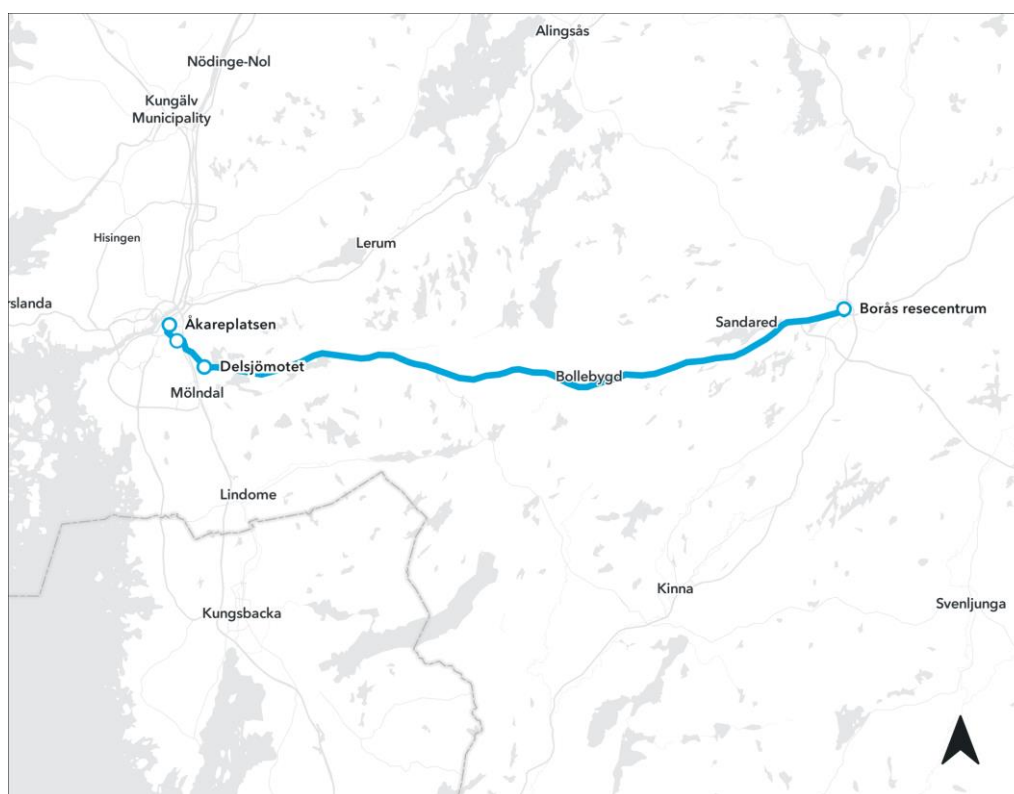 Alingsås
Nödinge-Nol
Kungälv
Municipality
Hisingen
Lerum
rslanda
Åkareplatsen
Sandared
Borås resecentrum
Delsjömotet
Bollebygd
Mölndal
Lindome
Kinna
Svenljunga
Kungsbacka